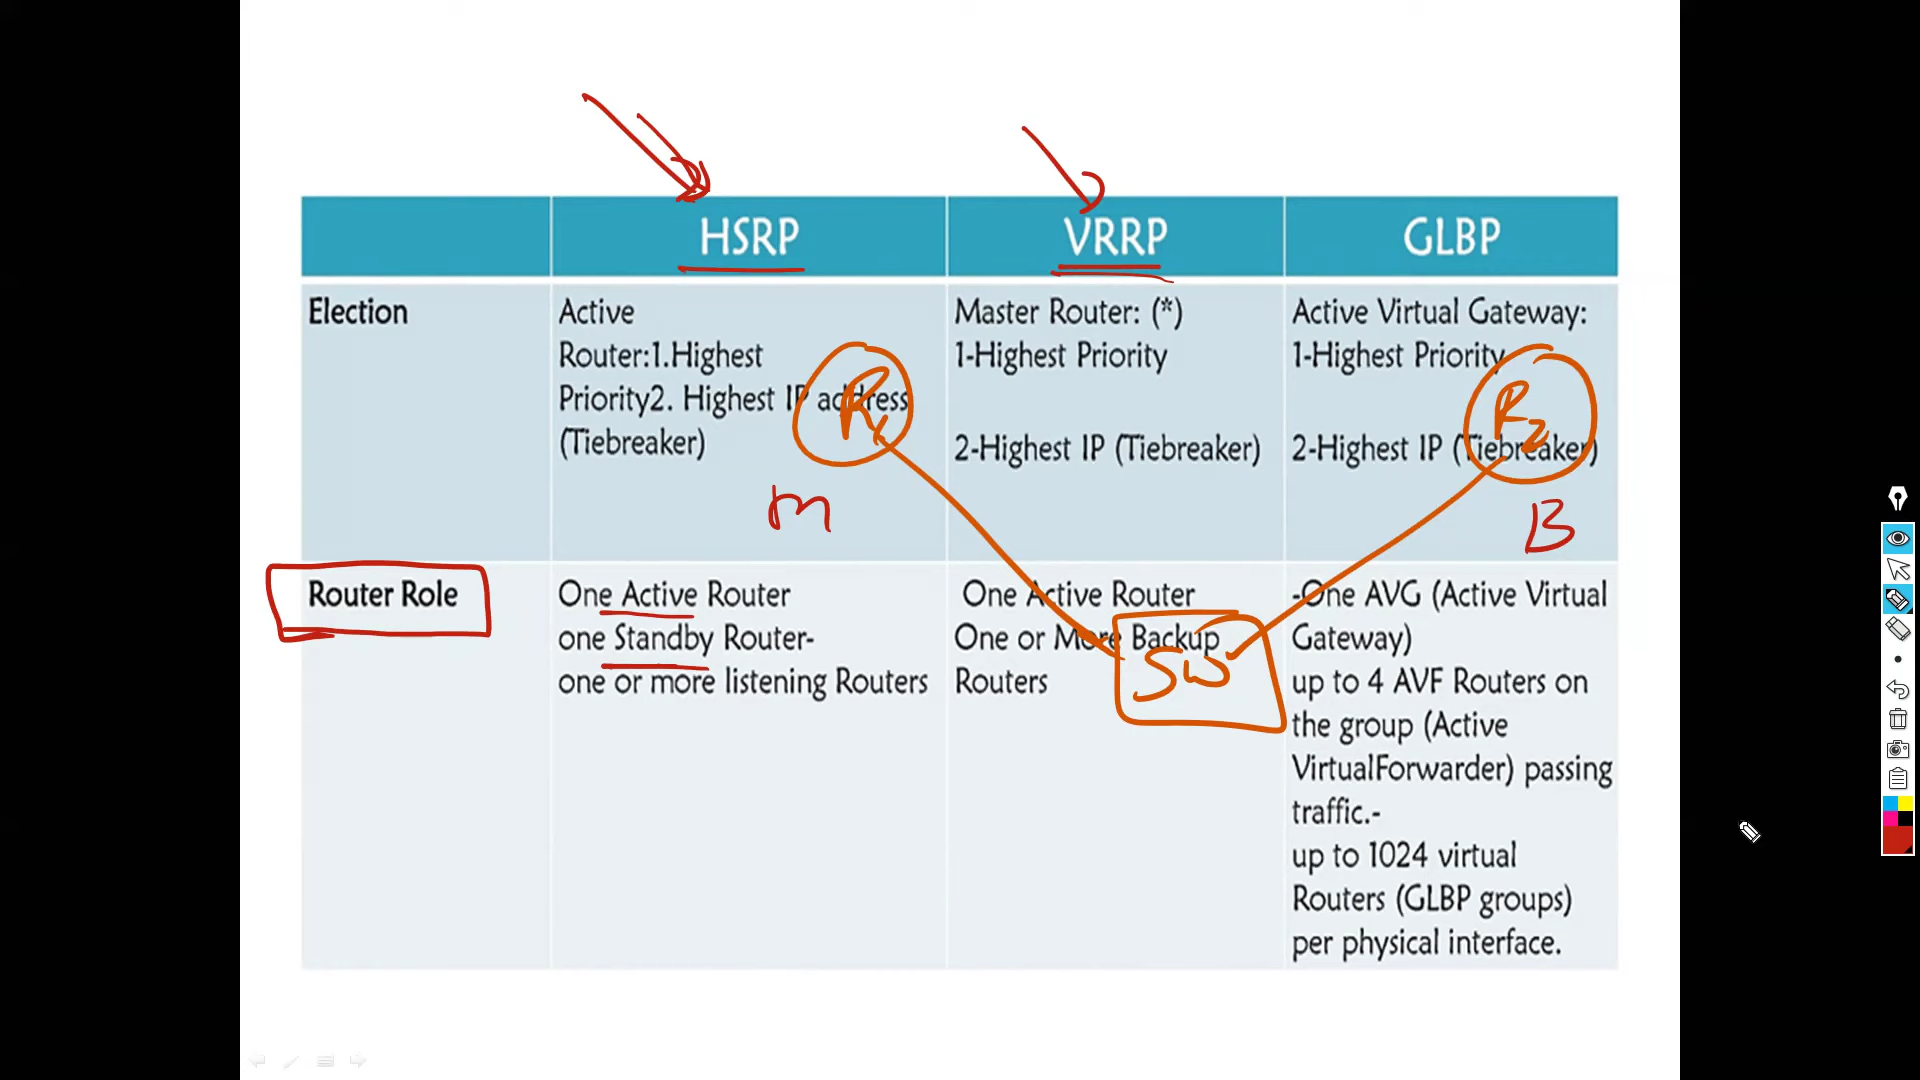 HSRP VRRP GLBP
Election
Active
Router:1.Highest
Priority2. Highest IP address
(Tiebreaker)
Master Router: (*)
1-Highest Priority
2-Highest IP (Tiebreaker)
Active Virtual Gateway:
1-Highest Priority
2-Highest IP (Tiebreaker)
R1
R2
M
B
Router Role
One Active Router
one Standby Router-
one or more listening Routers
One Active Router
One or More Backup
Routers
SW
-One AVG (Active Virtual
Gateway)
up to 4 AVF Routers on
the group (Active
VirtualForwarder) passing
traffic.-
up to 1024 virtual
Routers (GLBP groups)
per physical interface.